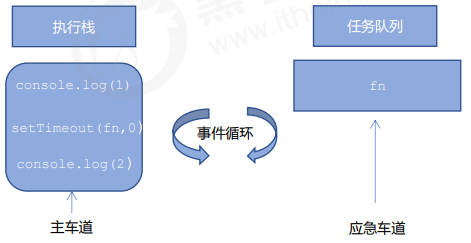 执行栈
任务队列
console.log(1)
setTimeout(fn,0)
console.log(2)
fn
事件循环
主车道
应急车道